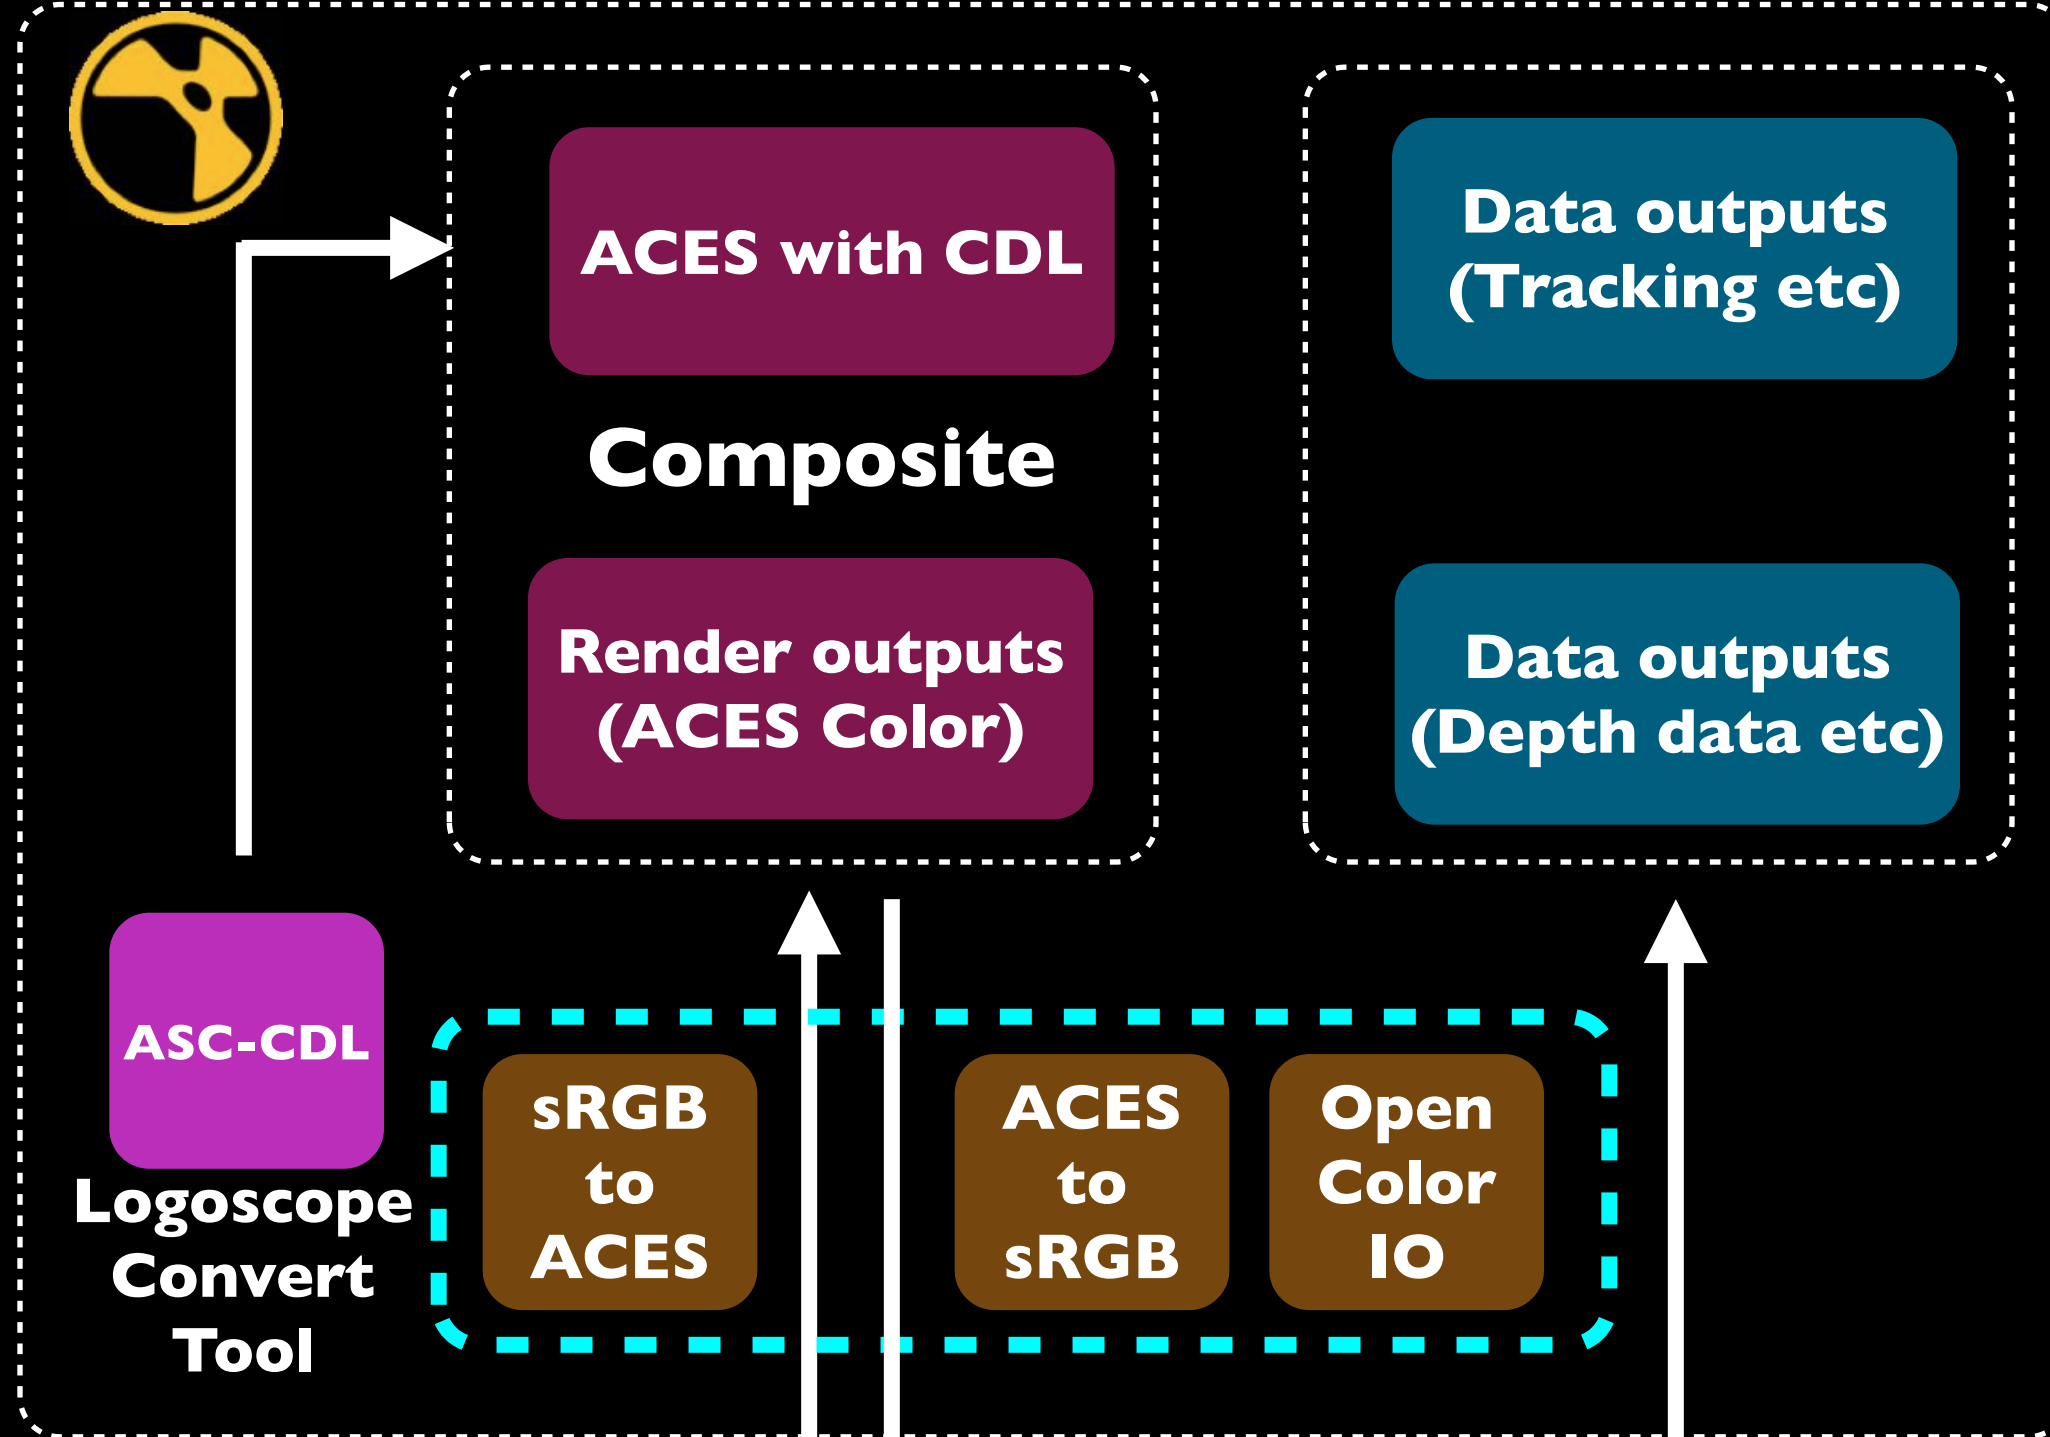 ACES with CDL
Composite
Render outputs
(ACES Color)
Data outputs
(Tracking etc)
Data outputs
(Depth data etc)
ASC-CDL
Logoscope
Convert
Tool
sRGB
to
ACES
ACES
to
sRGB
Open
Color
IO